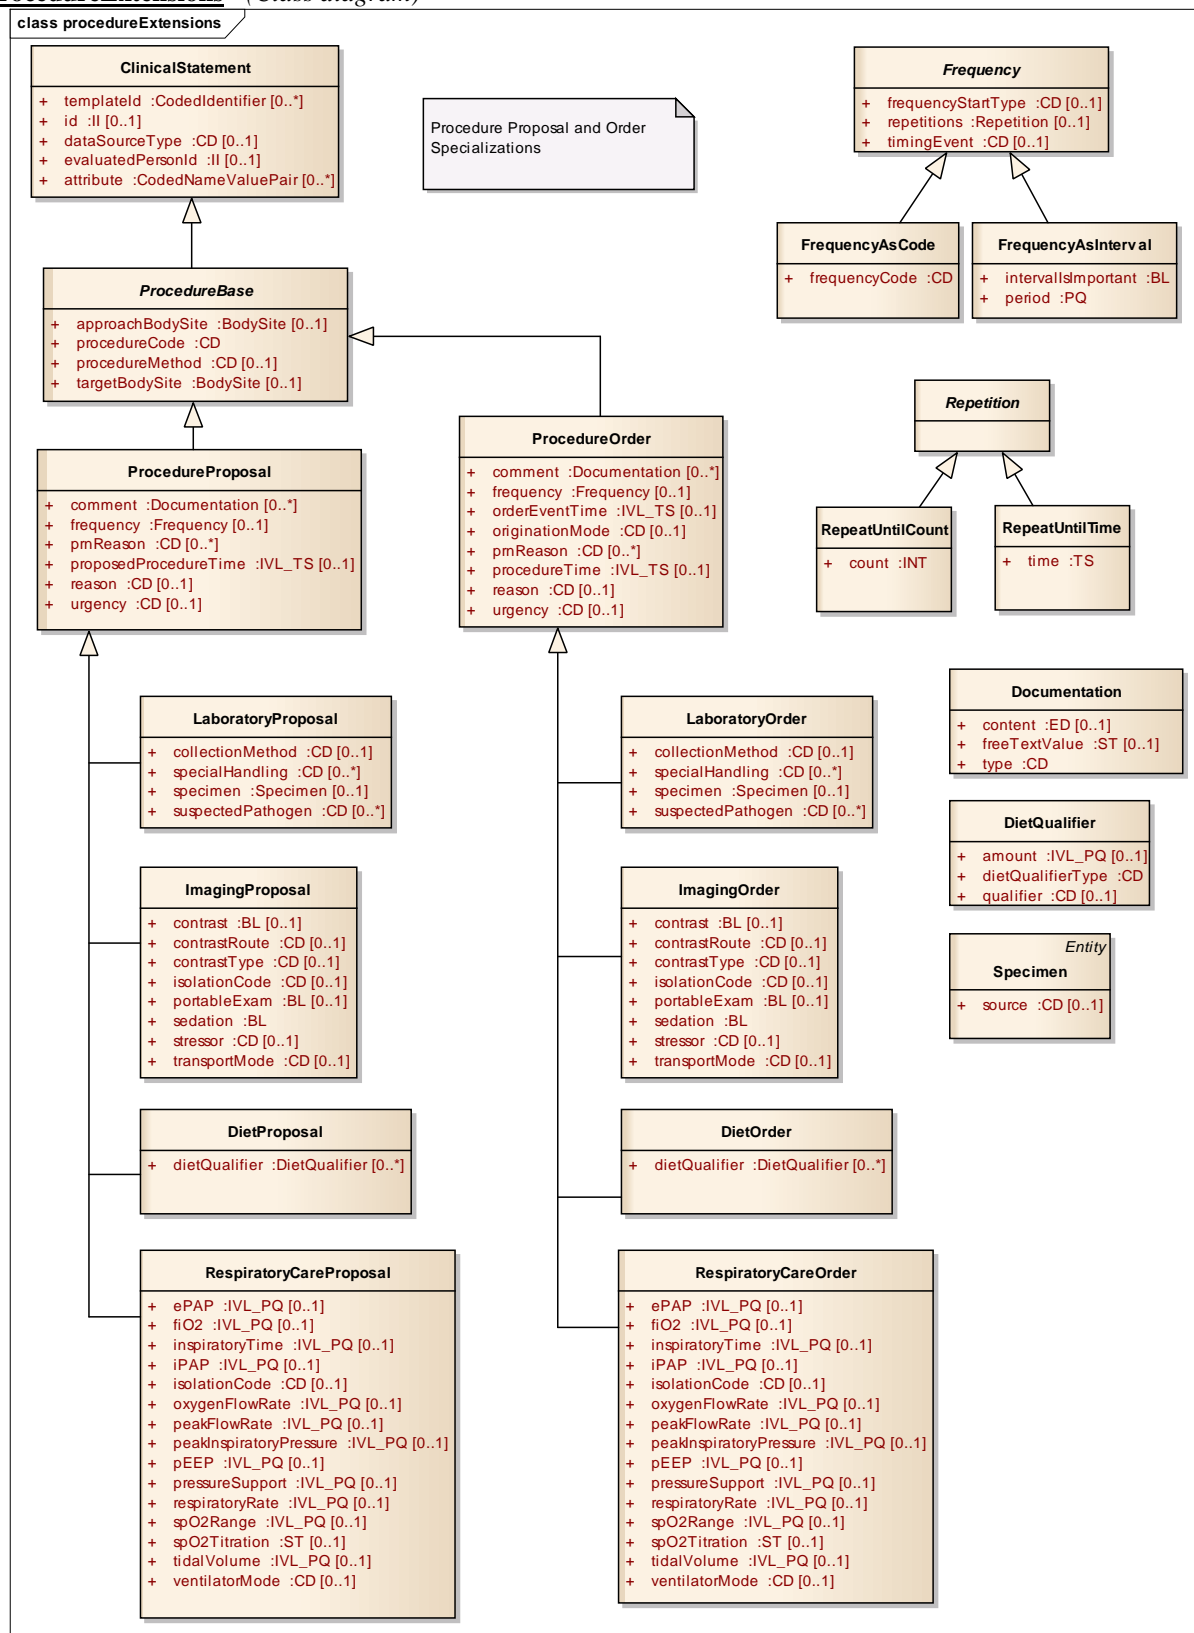 class procedureExtensions
ClinicalStatement
+ templateId :CodedIdentifier [0..*]
+ id :II [0..1]
+ dataSourceType :CD [0..1]
+ evaluatedPersonId :II [0..1]
+ attribute :CodedNameValuePair [0..*]
Procedure Proposal and Order
Specializations
Frequency
+ frequencyStartType :CD [0..1]
+ repetitions :Repetition [0..1]
+ timingEvent :CD [0..1]
FrequencyAsCode
+ frequencyCode :CD
FrequencyAsInterval
+ intervalIsImportant :BL
+ period :PQ
ProcedureBase
+ approachBodySite :BodySite [0..1]
+ procedureCode :CD
+ procedureMethod :CD [0..1]
+ targetBodySite :BodySite [0..1]
Repetition
RepeatUntilCount
+ count :INT
RepeatUntilTime
+ time :TS
ProcedureProposal
+ comment :Documentation [0..*]
+ frequency :Frequency [0..1]
+ prnReason :CD [0..*]
+ proposedProcedureTime :IVL_TS [0..1]
+ reason :CD [0..1]
+ urgency :CD [0..1]
ProcedureOrder
+ comment :Documentation [0..*]
+ frequency :Frequency [0..1]
+ orderEventTime :IVL_TS [0..1]
+ originationMode :CD [0..1]
+ prnReason :CD [0..*]
+ procedureTime :IVL_TS [0..1]
+ reason :CD [0..1]
+ urgency :CD [0..1]
LaboratoryProposal
+ collectionMethod :CD [0..1]
+ specialHandling :CD [0..*]
+ specimen :Specimen [0..1]
+ suspectedPathogen :CD [0..*]
LaboratoryOrder
+ collectionMethod :CD [0..1]
+ specialHandling :CD [0..*]
+ specimen :Specimen [0..1]
+ suspectedPathogen :CD [0..*]
Documentation
+ content :ED [0..1]
+ freeTextValue :ST [0..1]
+ type :CD
DietQualifier
+ amount :IVL_PQ [0..1]
+ dietQualifierType :CD
+ qualifier :CD [0..1]
Entity
Specimen
+ source :CD [0..1]
ImagingProposal
+ contrast :BL [0..1]
+ contrastRoute :CD [0..1]
+ contrastType :CD [0..1]
+ isolationCode :CD [0..1]
+ portableExam :BL [0..1]
+ sedation :BL
+ stressor :CD [0..1]
+ transportMode :CD [0..1]
ImagingOrder
+ contrast :BL [0..1]
+ contrastRoute :CD [0..1]
+ contrastType :CD [0..1]
+ isolationCode :CD [0..1]
+ portableExam :BL [0..1]
+ sedation :BL
+ stressor :CD [0..1]
+ transportMode :CD [0..1]
DietProposal
+ dietQualifier :DietQualifier [0..*]
DietOrder
+ dietQualifier :DietQualifier [0..*]
RespiratoryCareProposal
+ ePAP :IVL_PQ [0..1]
+ fiO2 :IVL_PQ [0..1]
+ inspiratoryTime :IVL_PQ [0..1]
+ iPAP :IVL_PQ [0..1]
+ isolationCode :CD [0..1]
+ oxygenFlowRate :IVL_PQ [0..1]
+ peakFlowRate :IVL_PQ [0..1]
+ peakInspiratoryPressure :IVL_PQ [0..1]
+ pEEP :IVL_PQ [0..1]
+ pressureSupport :IVL_PQ [0..1]
+ respiratoryRate :IVL_PQ [0..1]
+ spO2Range :IVL_PQ [0..1]
+ spO2Titration :ST [0..1]
+ tidalVolume :IVL_PQ [0..1]
+ ventilatorMode :CD [0..1]
RespiratoryCareOrder
+ ePAP :IVL_PQ [0..1]
+ fiO2 :IVL_PQ [0..1]
+ inspiratoryTime :IVL_PQ [0..1]
+ iPAP :IVL_PQ [0..1]
+ isolationCode :CD [0..1]
+ oxygenFlowRate :IVL_PQ [0..1]
+ peakFlowRate :IVL_PQ [0..1]
+ peakInspiratoryPressure :IVL_PQ [0..1]
+ pEEP :IVL_PQ [0..1]
+ pressureSupport :IVL_PQ [0..1]
+ respiratoryRate :IVL_PQ [0..1]
+ spO2Range :IVL_PQ [0..1]
+ spO2Titration :ST [0..1]
+ tidalVolume :IVL_PQ [0..1]
+ ventilatorMode :CD [0..1]